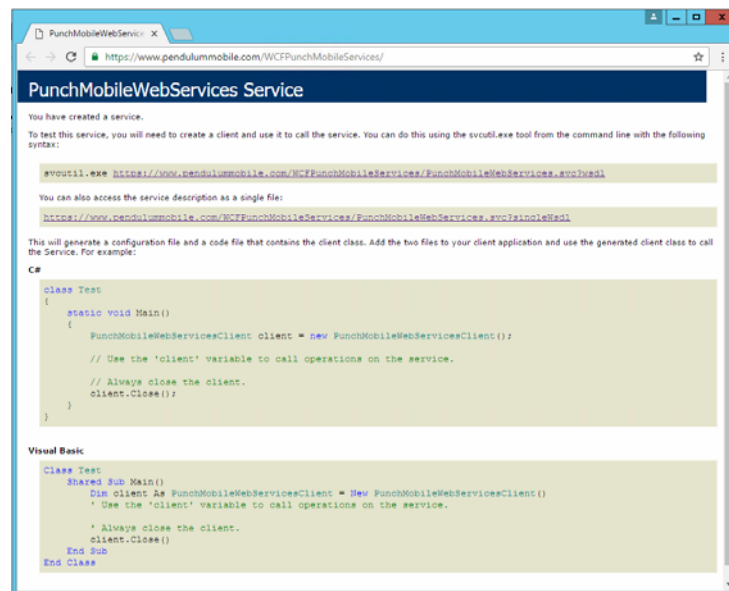 PunchMobileWebService
https://www.pendulummobile.com/WCFPunchMobileServices/
PunchMobileWebServices Service
You have created a service.
To test this service, you will need to create a client and use it to call the service. You can do this using the svcutil.exe tool from the command line with the following
syntax:
svcutil.exe https://www.pendulummobile.com/WCFPunchMobileServices/PunchMobileWebServices.svc?wsdl
You can also access the service description as a single file:
https://www.pendulummobile.com/WCFPunchMobileServices/PunchMobileWebServices.svc?singleWsdl
This will generate a configuration file and a code file that contains the client class. Add the two files to your client application and use the generated client class to call
the Service. For example:
C#
class Test
{
static void Main()
{
PunchMobileWebServicesClient client = new PunchMobileWebServicesClient();
// Use the 'client' variable to call operations on the service.
// Always close the client.
client.Close();
}
}
Visual Basic
Class Test
Shared Sub Main()
Dim client As PunchMobileWebServicesClient = New PunchMobileWebServicesClient()
' Use the 'client' variable to call operations on the service.
' Always close the client.
client.Close()
End Sub
End Class